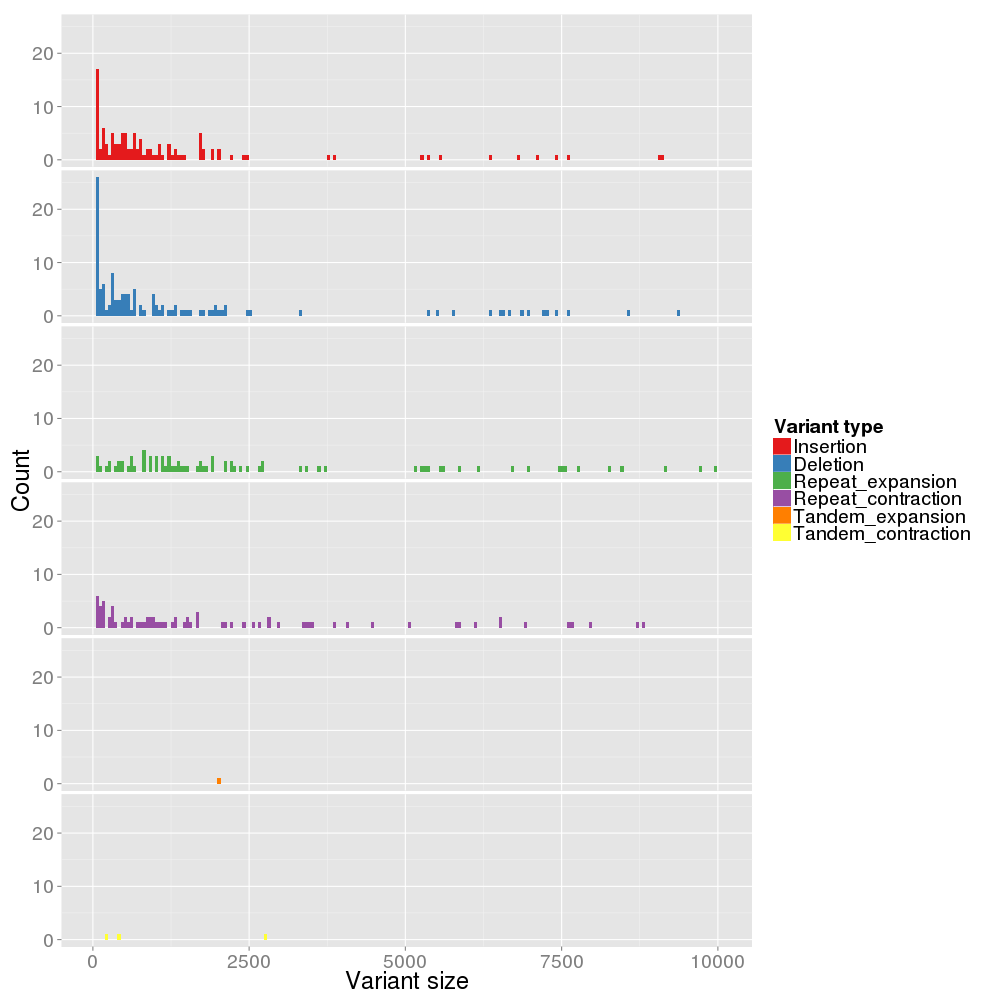 20
10
0
20
10
0
20
10
0
20
10
0
20
10
0
20
10
0
Count
0 2500 5000 7500 10000
Variant size
Variant type
Insertion
Deletion
Repeat_expansion
Repeat_contraction
Tandem_expansion
Tandem_contraction